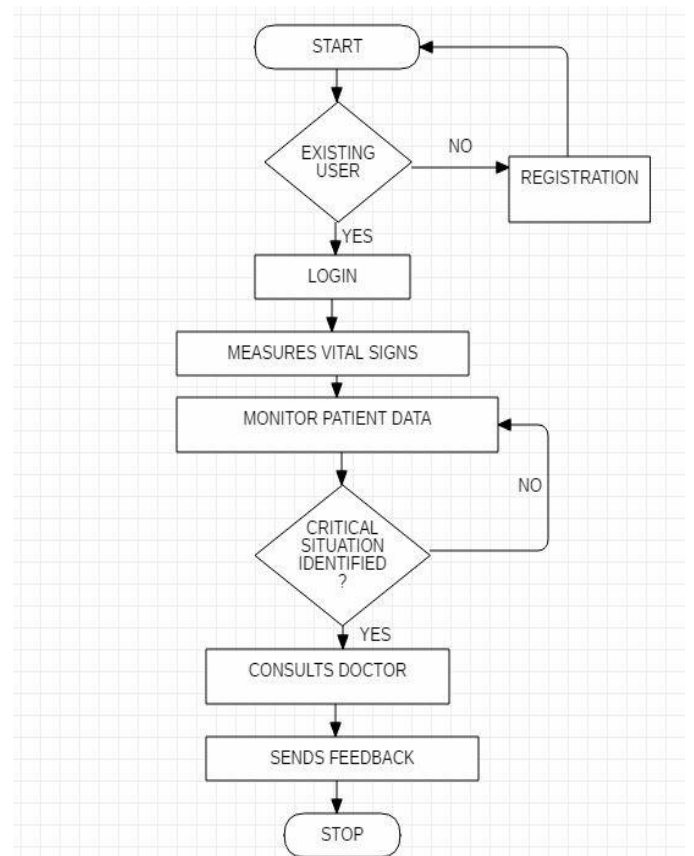 START
EXISTING
USER
NO
REGISTRATION
YES
LOGIN
MEASURES VITAL SIGNS
MONITOR PATIENT DATA
NO
CRITICAL
SITUATION
IDENTIFIED
?
YES
CONSULTS DOCTOR
SENDS FEEDBACK
STOP